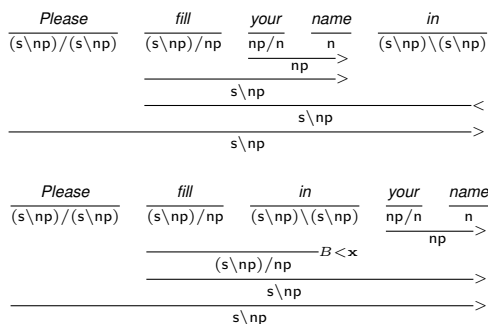 Please fill your name in
(s\np)/(s\np) (s\np)/np np/n n (s\np)\(s\np)
>
np
>
s\np
<
s\np
>
s\np
Please fill in your name
(s\np)/(s\np) (s\np)/np (s\np)\(s\np) np/n n
>
np
B<x
(s\np)/np
>
s\np
>
s\np